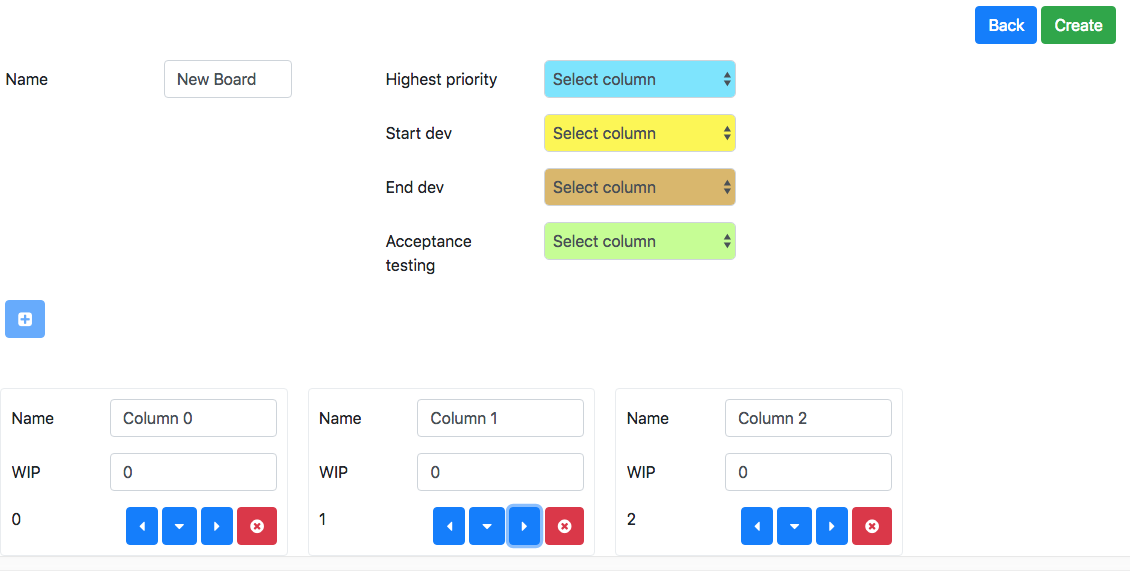 Back Create
Name New Board Highest priority Select column
Start dev Select column
End dev Select column
Acceptance Select column
testing
Name Column 0 Name Column 1 Name Column 2
WIP 0 WIP 0 WIP 0
0 1 2